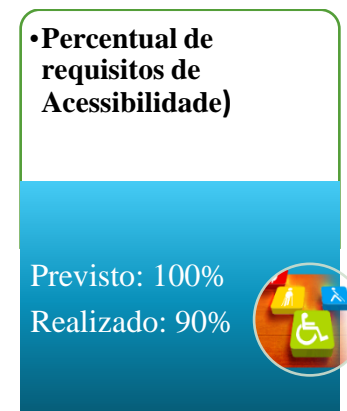 •Percentual de
requisitos de
Acessibilidade)
Previsto: 100%
Realizado: 90%